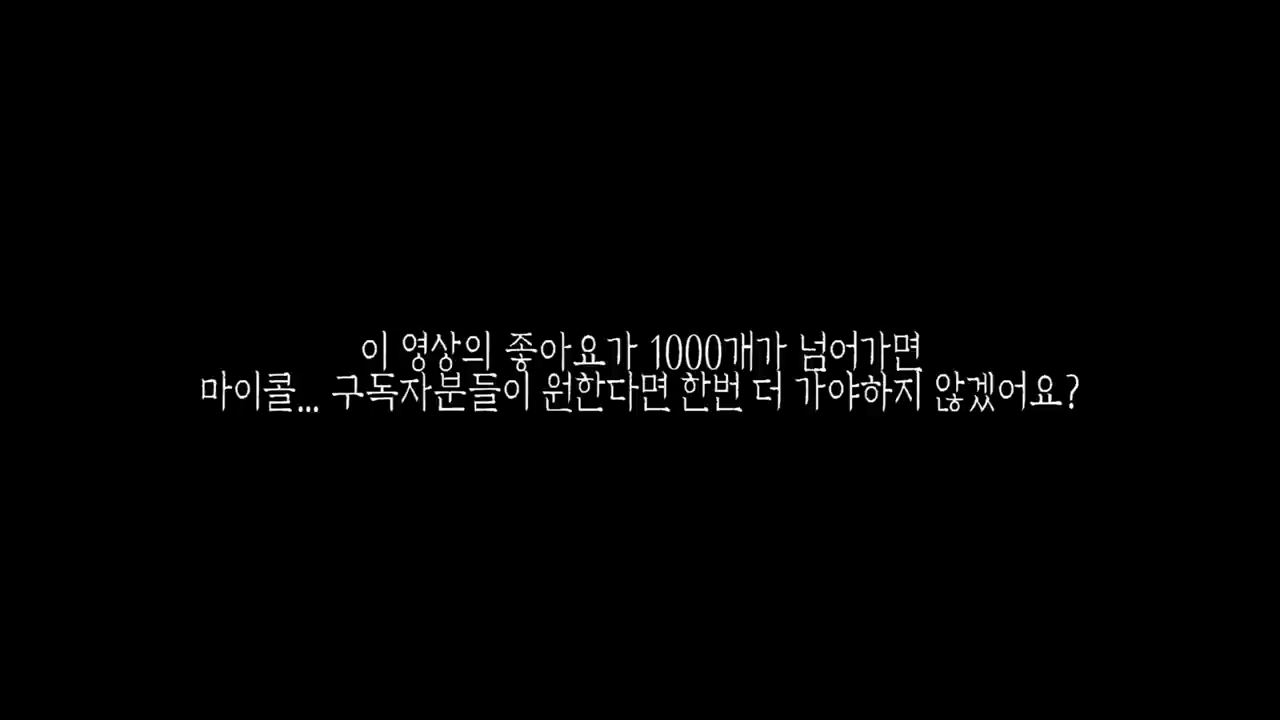 이 영상의 좋아요가 1000개가 넘어가면
마이콜... 구독자분들이 원한다면 한번 더 가야하지 않겠어요?